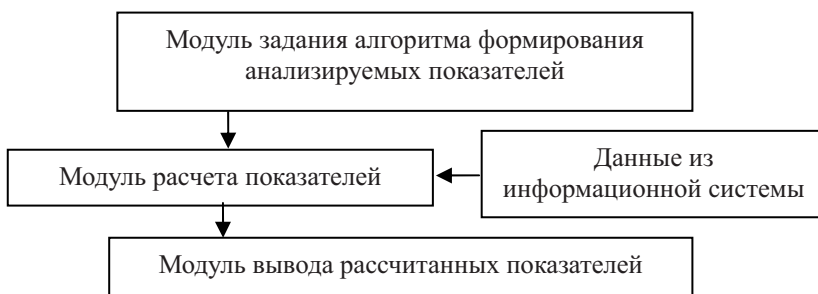 Модуль задания алгоритма формирования
анализируемых показателей
Модуль расчета показателей
Данные из
информационной системы
Модуль вывода рассчитанных показателей